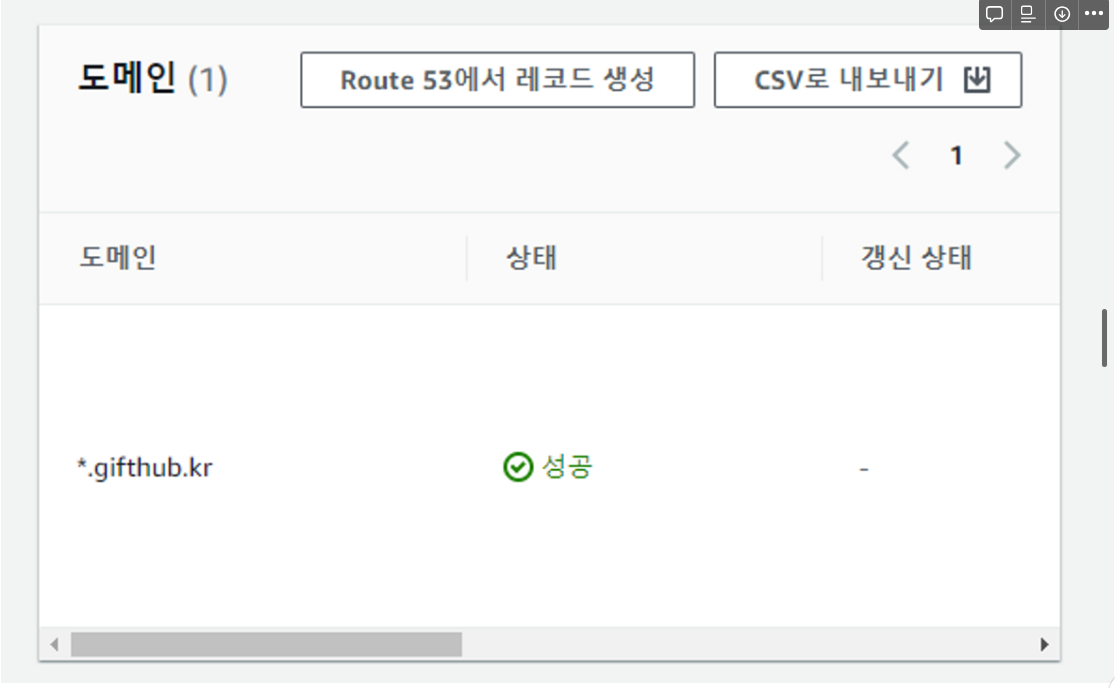 도메인 (1) Route 53에서 레코드 생성 CSV로 내보내기
1
도메인 상태 갱신 상태
*.gifthub.kr 성공 -